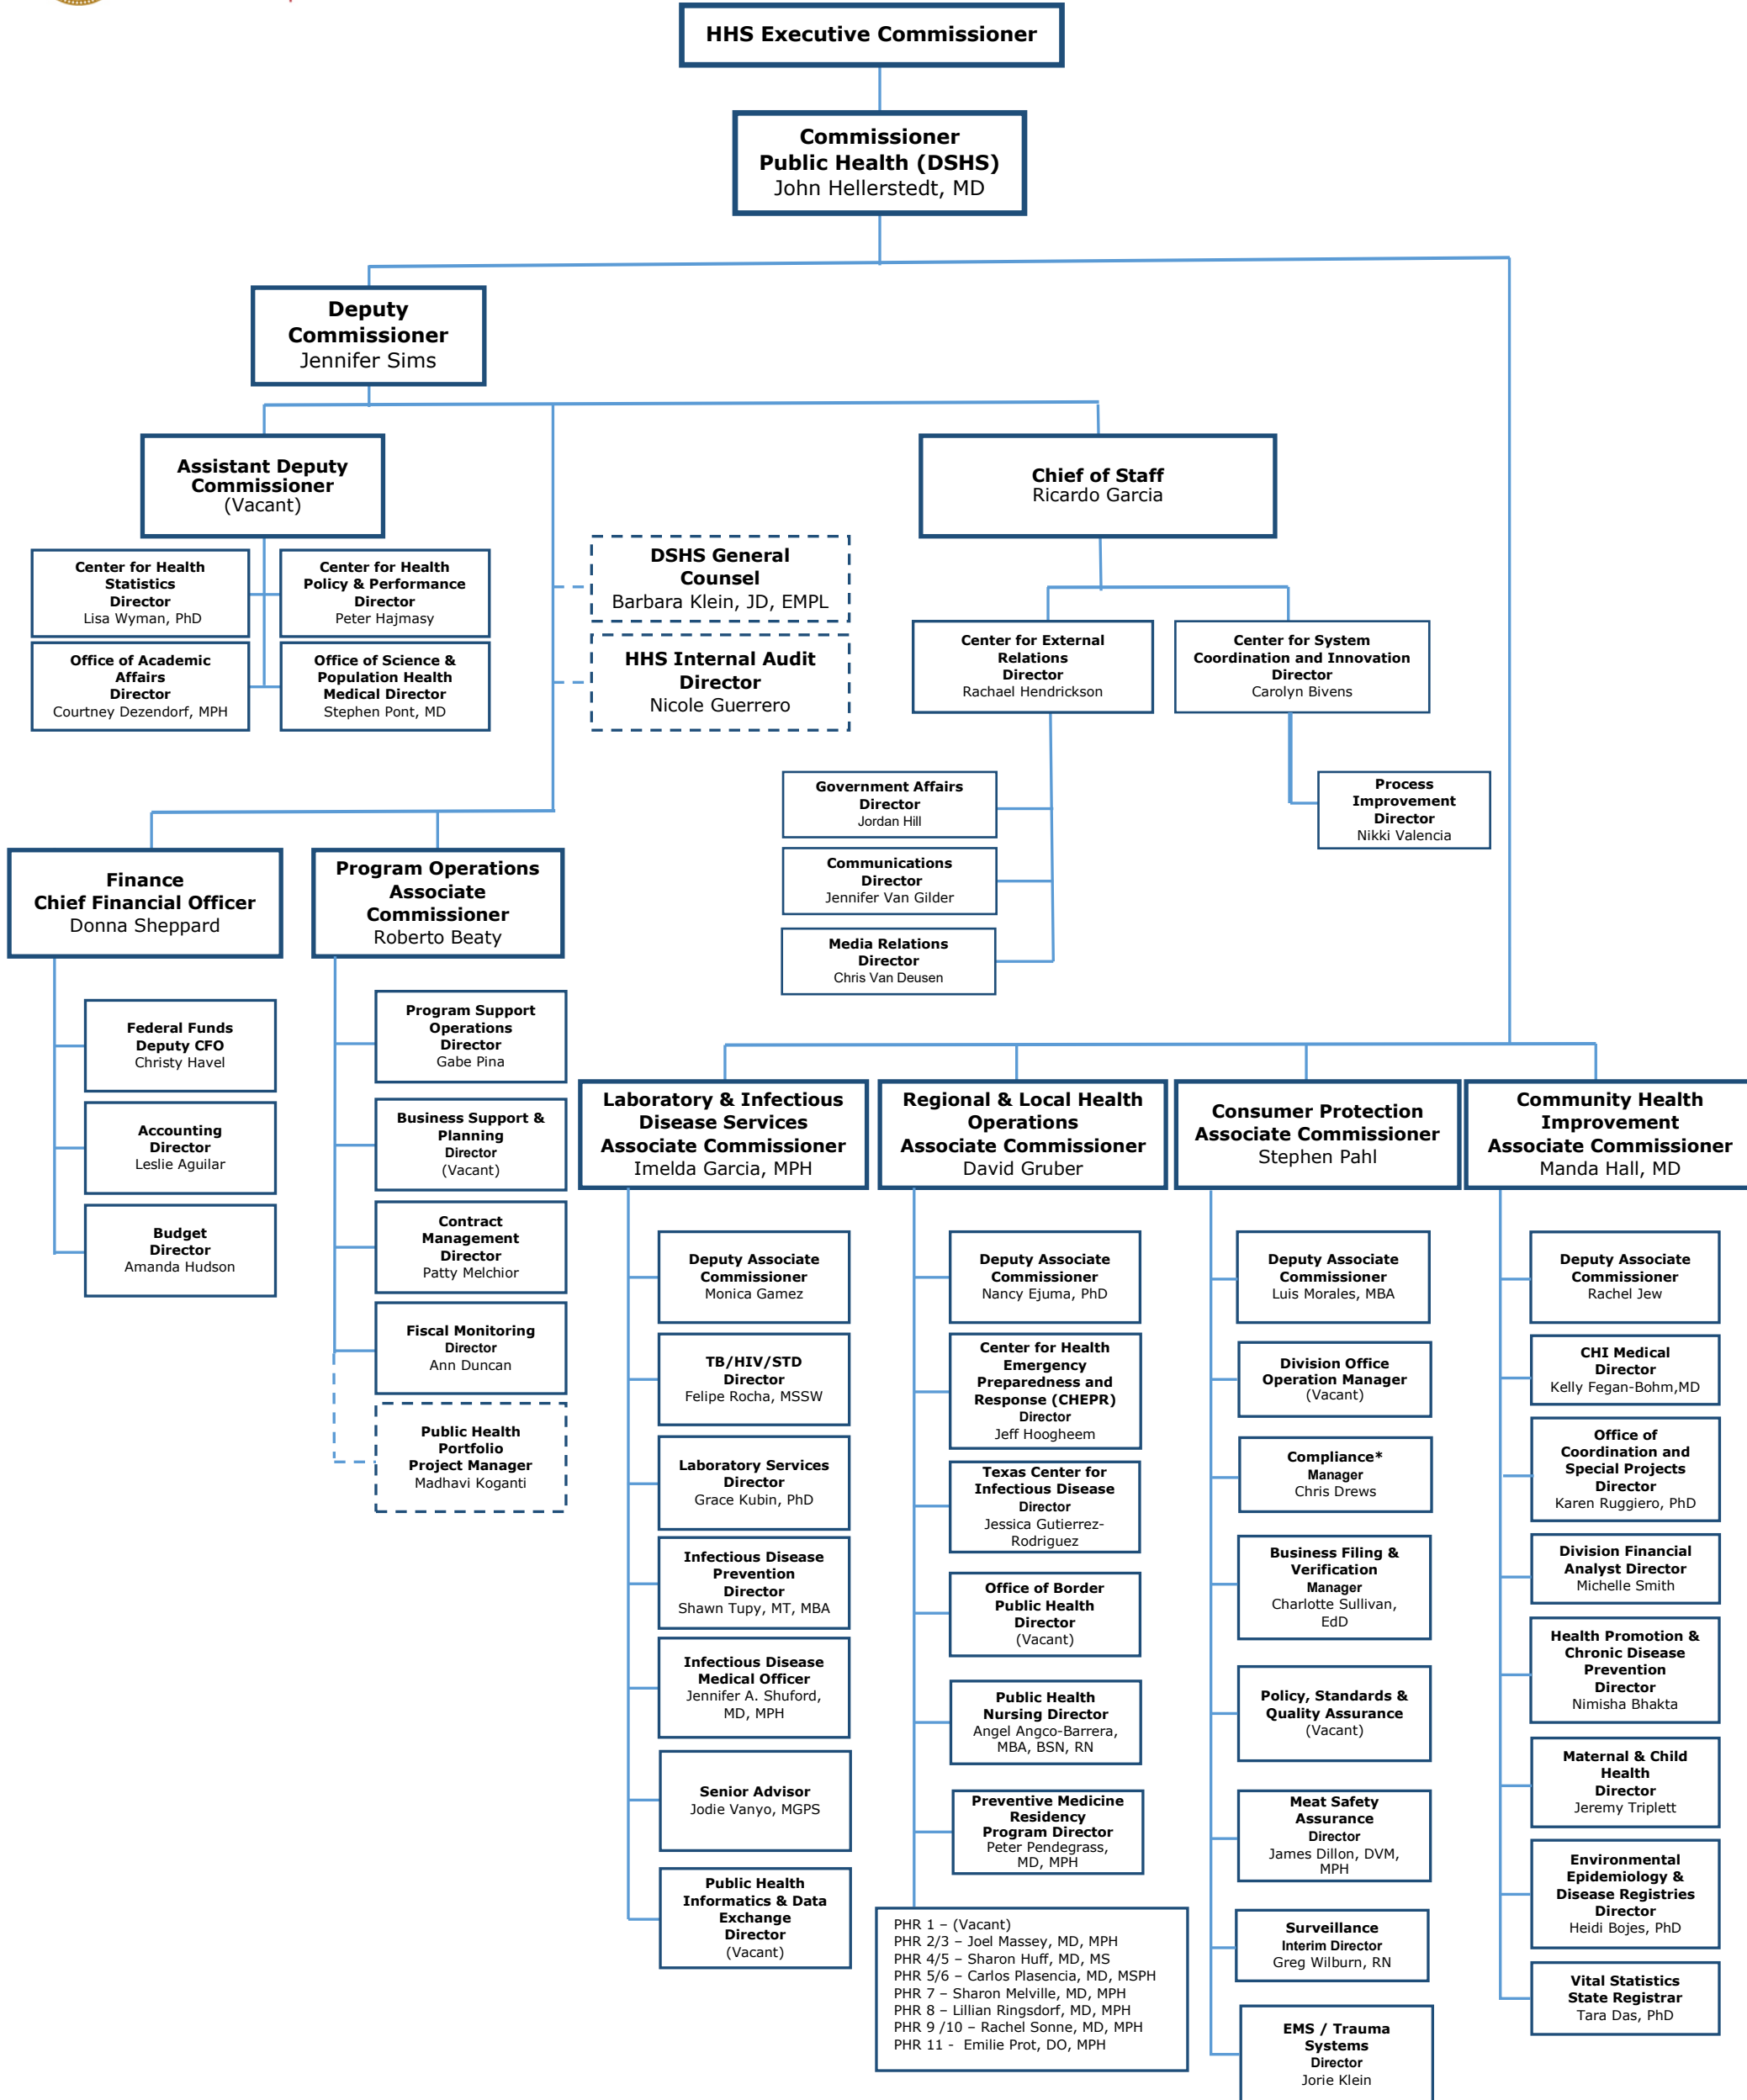 HHS Executive Commissioner
Commissioner
Public Health (DSHS)
John Hellerstedt, MD
Deputy
Commissioner
Jennifer Sims
Assistant Deputy
Commissioner
(Vacant)
Chief of Staff
Ricardo Garcia
Center for Health
Statistics
Director
Lisa Wyman, PhD
Center for Health
Policy & Performance
Director
Peter Hajmasy
Office of Academic
Affairs
Director
Courtney Dezendorf, MPH
Office of Science &
Population Health
Medical Director
Stephen Pont, MD
DSHS General
Counsel
Barbara Klein, JD, EMPL
HHS Internal Audit
Director
Nicole Guerrero
Center for External
Relations
Director
Rachael Hendrickson
Center for System
Coordination and Innovation
Director
Carolyn Bivens
Government Affairs
Director
Jordan Hill
Communications
Director
Jennifer Van Gilder
Media Relations
Director
Chris Van Deusen
Process
Improvement
Director
Nikki Valencia
Finance
Chief Financial Officer
Donna Sheppard
Program Operations
Associate
Commissioner
Roberto Beaty
Federal Funds
Deputy CFO
Christy Havel
Accounting
Director
Leslie Aguilar
Budget
Director
Amanda Hudson
Program Support
Operations
Director
Gabe Pina
Business Support &
Planning
Director
(Vacant)
Contract
Management
Director
Patty Melchior
Fiscal Monitoring
Director
Ann Duncan
Public Health
Portfolio
Project Manager
Madhavi Koganti
Laboratory & Infectious
Disease Services
Associate Commissioner
Imelda Garcia, MPH
Deputy Associate
Commissioner
Monica Gamez
TB/HIV/STD
Director
Felipe Rocha, MSSW
Laboratory Services
Director
Grace Kubin, PhD
Infectious Disease
Prevention
Director
Shawn Tupy, MT, MBA
Infectious Disease
Medical Officer
Jennifer A. Shuford,
MD, MPH
Senior Advisor
Jodie Vanyo, MGPS
Public Health
Informatics & Data
Exchange
Director
(Vacant)
Regional & Local Health
Operations
Associate Commissioner
David Gruber
Deputy Associate
Commissioner
Nancy Ejuma, PhD
Center for Health
Emergency
Preparedness and
Response (CHEPR)
Director
Jeff Hoogheem
Texas Center for
Infectious Disease
Director
Jessica Gutierrez-
Rodriguez
Office of Border
Public Health
Director
(Vacant)
Public Health
Nursing Director
Angel Angco-Barrera,
MBA, BSN, RN
Preventive Medicine
Residency
Program Director
Peter Pendegrass,
MD, MPH
PHR 1 – (Vacant)
PHR 2/3 – Joel Massey, MD, MPH
PHR 4/5 – Sharon Huff, MD, MS
PHR 5/6 – Carlos Plasencia, MD, MSPH
PHR 7 – Sharon Melville, MD, MPH
PHR 8 – Lillian Ringsdorf, MD, MPH
PHR 9 /10 – Rachel Sonne, MD, MPH
PHR 11 - Emilie Prot, DO, MPH
Consumer Protection
Associate Commissioner
Stephen Pahl
Deputy Associate
Commissioner
Luis Morales, MBA
Division Office
Operation Manager
(Vacant)
Compliance*
Manager
Chris Drews
Business Filing &
Verification
Manager
Charlotte Sullivan,
EdD
Policy, Standards &
Quality Assurance
(Vacant)
Meat Safety
Assurance
Director
James Dillon, DVM,
MPH
Surveillance
Interim Director
Greg Wilburn, RN
EMS / Trauma
Systems
Director
Jorie Klein
Community Health
Improvement
Associate Commissioner
Manda Hall, MD
Deputy Associate
Commissioner
Rachel Jew
CHI Medical
Director
Kelly Fegan-Bohm,MD
Office of
Coordination and
Special Projects
Director
Karen Ruggiero, PhD
Division Financial
Analyst Director
Michelle Smith
Health Promotion &
Chronic Disease
Prevention
Director
Nimisha Bhakta
Maternal & Child
Health
Director
Jeremy Triplett
Environmental
Epidemiology &
Disease Registries
Director
Heidi Bojes, PhD
Vital Statistics
State Registrar
Tara Das, PhD